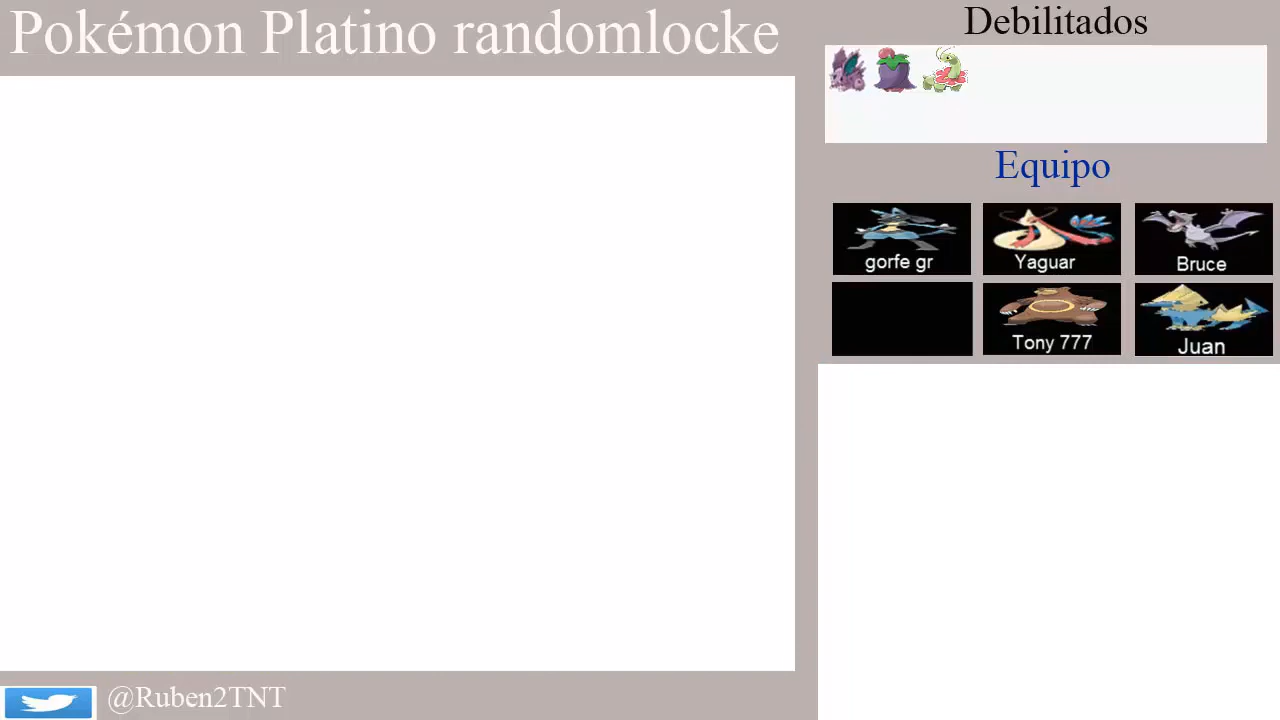 Pokémon Platino randomlocke
Debilitados
Equipo
gorfe gr
Yaguar
Bruce
Tony 777
Juan
@Ruben2TNT